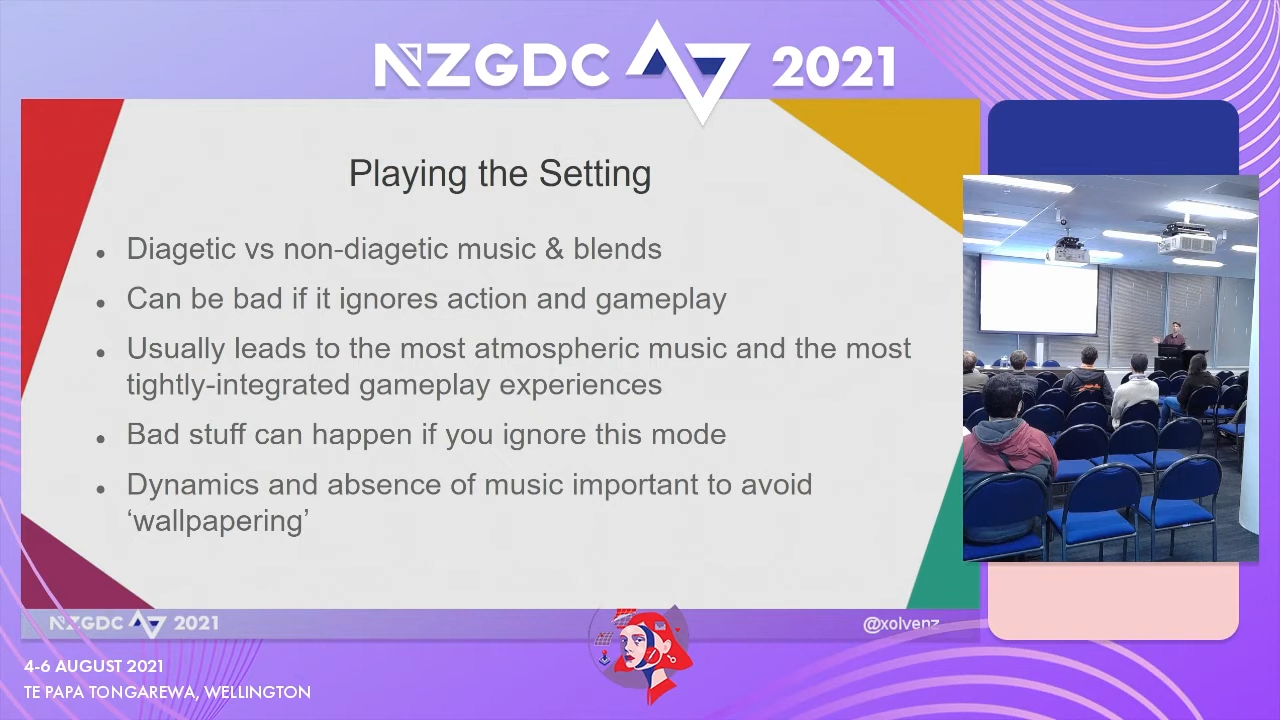 NZGDC 2021
Playing the Setting
Diagetic vs non-diagetic music & blends
Can be bad if it ignores action and gameplay
Usually leads to the most atmospheric music and the most
tightly-integrated gameplay experiences
Bad stuff can happen if you ignore this mode
Dynamics and absence of music important to avoid
‘wallpapering’
NZGDC 2021
@xolvenz
4-6 AUGUST 2021
TE PAPA TONGAREWA, WELLINGTON